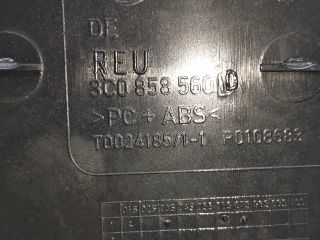 DE
REU
3C0 858 560 D
>PC + ABS<
T0024185/1-1 P0108683